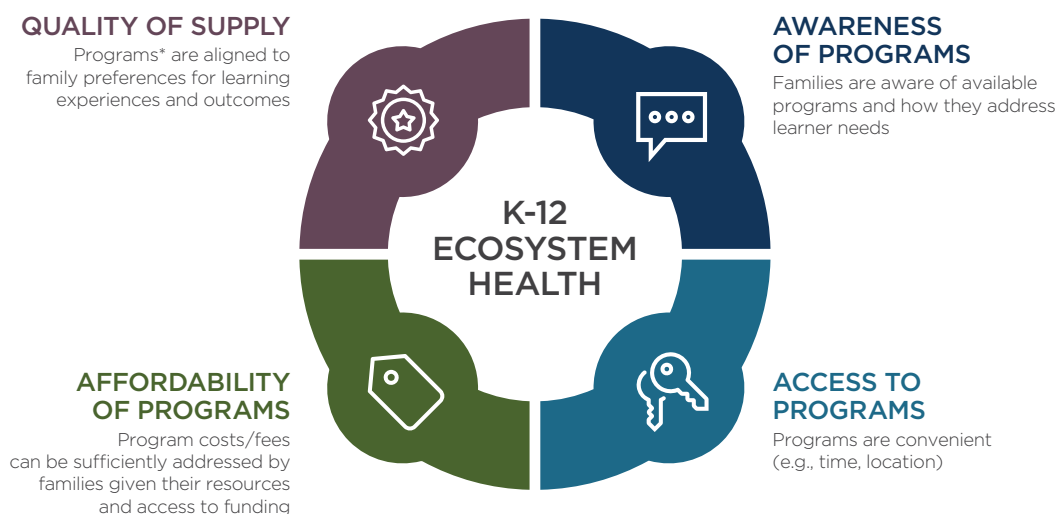 QUALITY OF SUPPLY
Programs* are aligned to
family preferences for learning
experiences and outcomes
AWARENESS
OF PROGRAMS
Families are aware of available
programs and how they address
learner needs
K-12
ECOSYSTEM
HEALTH
AFFORDABILITY
OF PROGRAMS
Program costs/fees
can be sufficiently addressed by
families given their resources
and access to funding
ACCESS TO
PROGRAMS
Programs are convenient
(e.g., time, location)